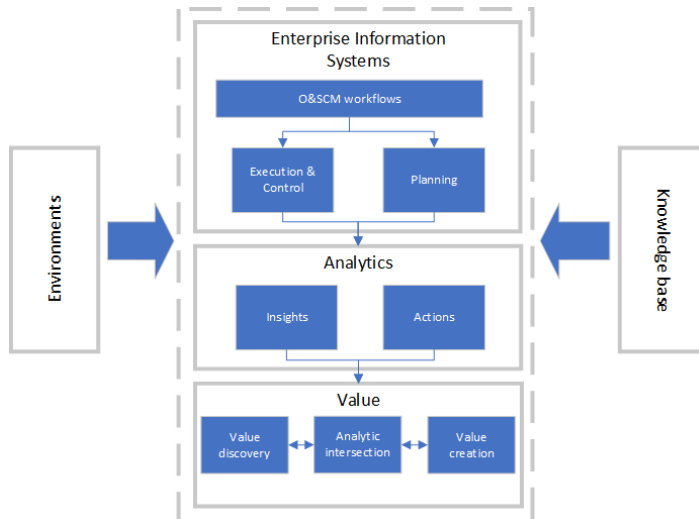 Enterprise Information
Systems
O&SCM workflows
Execution &
Control
Planning
Environments
Knowledge base
Analytics
Insights
Actions
Value
Value
discovery
Analytic
intersection
Value
creation